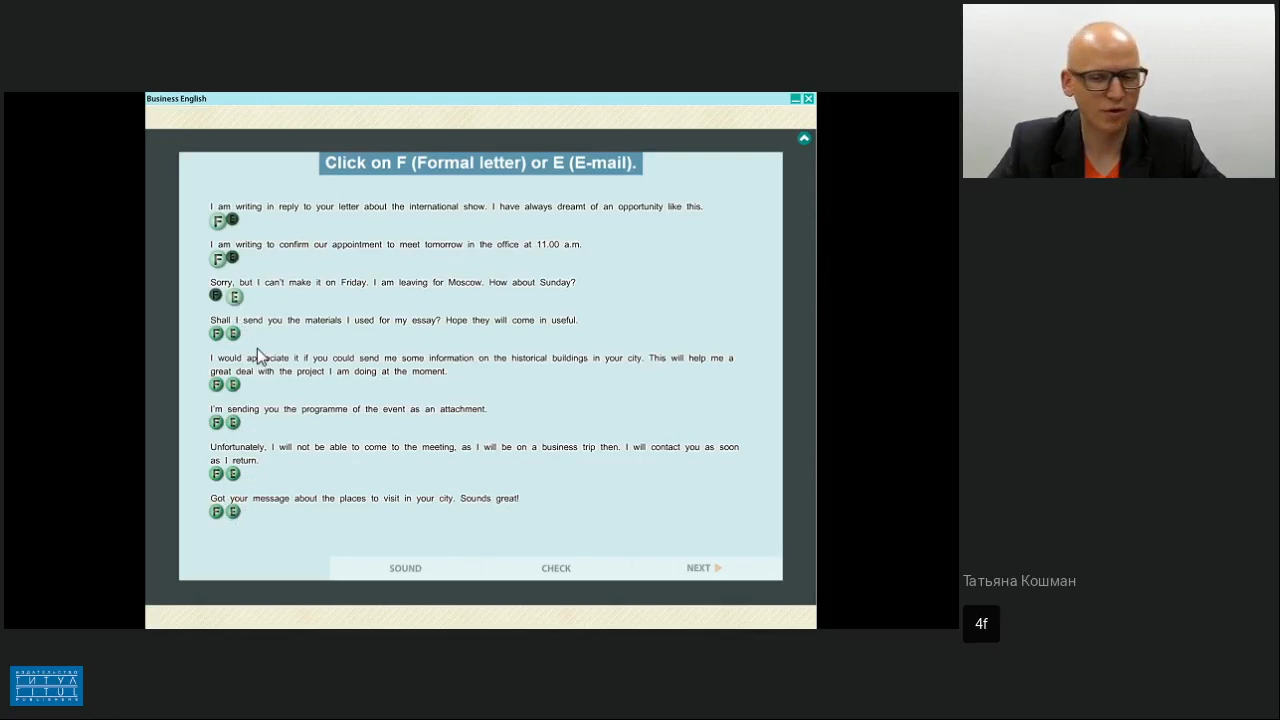 Business English
Click on F (Formal letter) or E (E-mail).
I am writing in reply to your letter about the international show. I have always dreamt of an opportunity like this.
F E
I am writing to confirm our appointment to meet tomorrow in the office at 11.00 a.m.
F E
Sorry, but I can't make it on Friday. I am leaving for Moscow. How about Sunday?
F E
Shall I send you the materials I used for my essay? Hope they will come in useful.
F E
I would appreciate it if you could send me some information on the historical buildings in your city. This will help me a
great deal with the project I am doing at the moment.
F E
I'm sending you the programme of the event as an attachment.
F E
Unfortunately, I will not be able to come to the meeting, as I will be on a business trip then. I will contact you as soon
as I return.
F E
Got your message about the places to visit in your city. Sounds great!
F E
SOUND CHECK NEXT
Татьяна Кошман
4f
ИЗДАТЕЛЬСТВО
ТИТУЛ
TITUL
PUBLISHERS